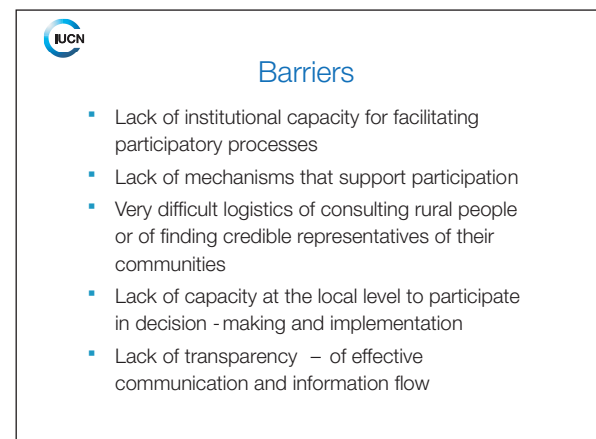 IUCN
Barriers
▪ Lack of institutional capacity for facilitating
participatory processes
▪ Lack of mechanisms that support participation
▪ Very difficult logistics of consulting rural people
or of finding credible representatives of their
communities
▪ Lack of capacity at the local level to participate
in decision - making and implementation
▪ Lack of transparency – of effective
communication and information flow